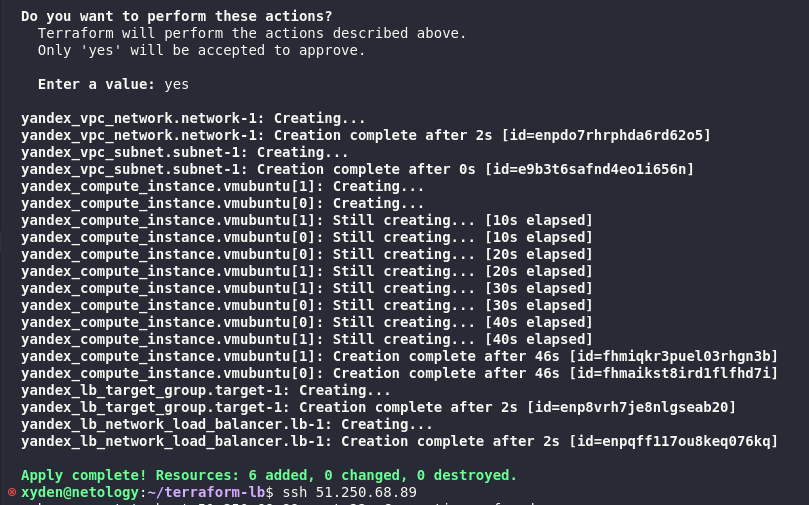 Do you want to perform these actions?
Terraform will perform the actions described above.
Only 'yes' will be accepted to approve.
Enter a value: yes
yandex_vpc_network.network-1: Creating...
yandex_vpc_network.network-1: Creation complete after 2s [id=enpdo7rhrphda6rd62o5]
yandex_vpc_subnet.subnet-1: Creating...
yandex_vpc_subnet.subnet-1: Creation complete after 0s [id=e9b3t6safnd4eo1i656n]
yandex_compute_instance.vmubuntu[1]: Creating...
yandex_compute_instance.vmubuntu[0]: Creating...
yandex_compute_instance.vmubuntu[1]: Still creating... [10s elapsed]
yandex_compute_instance.vmubuntu[0]: Still creating... [10s elapsed]
yandex_compute_instance.vmubuntu[0]: Still creating... [20s elapsed]
yandex_compute_instance.vmubuntu[1]: Still creating... [20s elapsed]
yandex_compute_instance.vmubuntu[1]: Still creating... [30s elapsed]
yandex_compute_instance.vmubuntu[0]: Still creating... [30s elapsed]
yandex_compute_instance.vmubuntu[0]: Still creating... [40s elapsed]
yandex_compute_instance.vmubuntu[1]: Still creating... [40s elapsed]
yandex_compute_instance.vmubuntu[1]: Creation complete after 46s [id=fhmiqkr3puel03rhgn3b]
yandex_compute_instance.vmubuntu[0]: Creation complete after 46s [id=fhmaikst8ird1flfhd7i]
yandex_lb_target_group.target-1: Creating...
yandex_lb_target_group.target-1: Creation complete after 2s [id=enp8vrh7je8nlgseab20]
yandex_lb_network_load_balancer.lb-1: Creating...
yandex_lb_network_load_balancer.lb-1: Creation complete after 2s [id=enpqff117ou8keq076kq]
Apply complete! Resources: 6 added, 0 changed, 0 destroyed.
xyden@netology:~/terraform-lb$ ssh 51.250.68.89